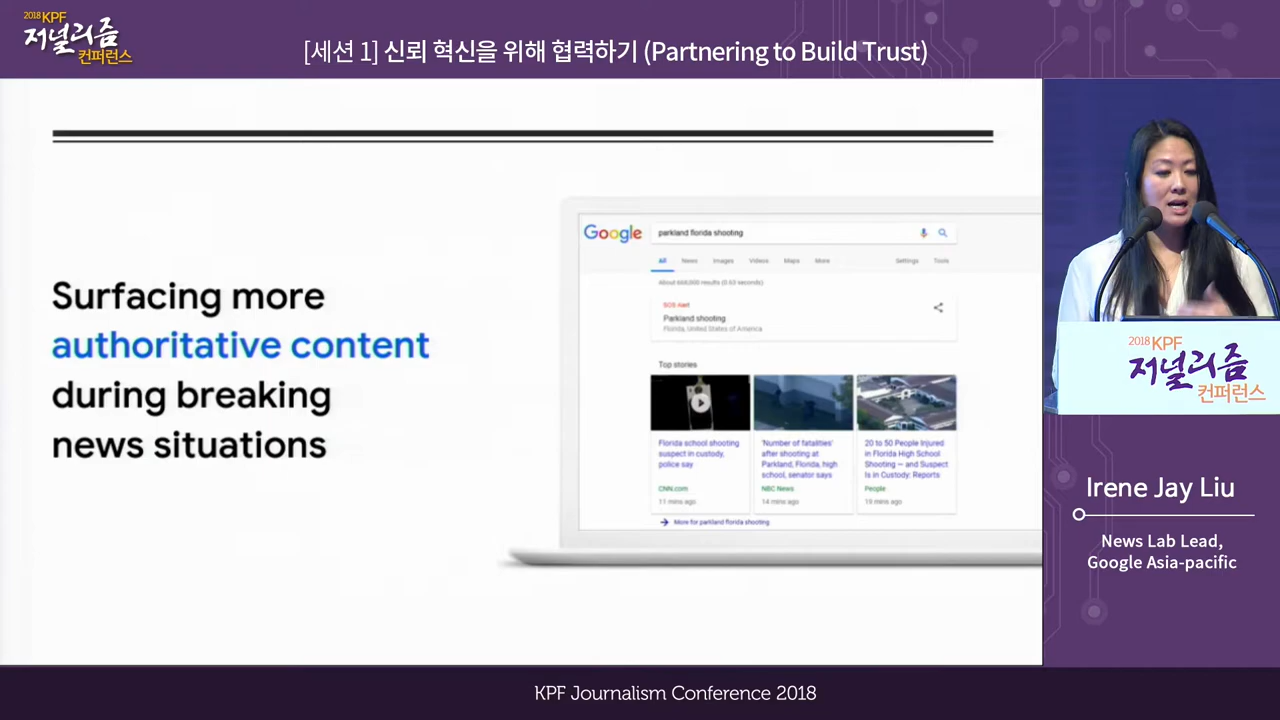 2018 KPF
저널리즘
컨퍼런스
[세션 1] 신뢰 혁신을 위해 협력하기 (Partnering to Build Trust)
Surfacing more
authoritative content
during breaking
news situations
Google
parkland florida shooting
All News Images Videos Maps More Settings Tools
About 668,000 results (0.63 seconds)
SOS Alert
Parkland shooting
Florida, United States of America
Top stories
Florida school shooting
suspect in custody,
police say
CNN.com
11 mins ago
'Number of fatalities'
after shooting at
Parkland, Florida, high
school, senator says
NBC News
14 mins ago
20 to 50 People Injured
in Florida High School
Shooting — and Suspect
Is in Custody: Reports
People
19 mins ago
More for parkland florida shooting
2018 KPF
저널리즘
컨퍼런스
Irene Jay Liu
News Lab Lead,
Google Asia-pacific
KPF Journalism Conference 2018